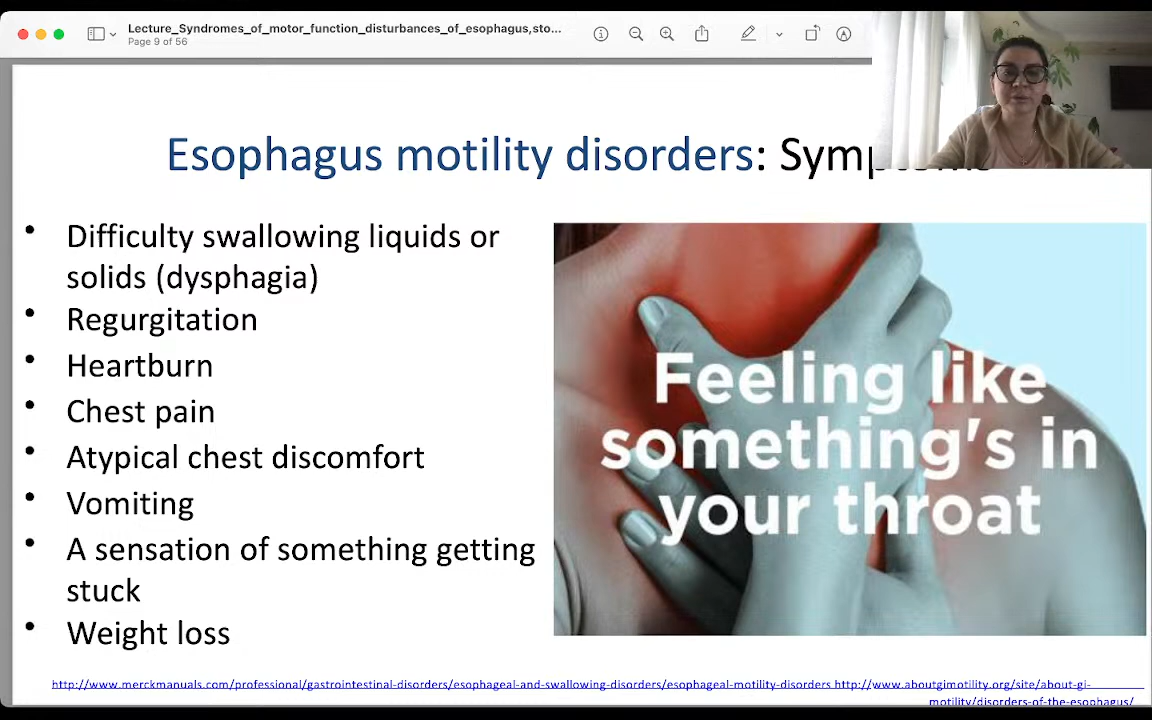 Lecture_Syndromes_of_motor_function_disturbances_of_esophagus,sto...
Page 9 of 56
Esophagus motility disorders: Symptoms
• Difficulty swallowing liquids or
solids (dysphagia)
• Regurgitation
• Heartburn
• Chest pain
• Atypical chest discomfort
• Vomiting
• A sensation of something getting
stuck
• Weight loss
Feeling like
something's in
your throat
http://www.merckmanuals.com/professional/gastrointestinal-disorders/esophageal-and-swallowing-disorders/esophageal-motility-disorders http://www.aboutgimotility.org/site/about-gi-
motility/disorders-of-the-esophagus/